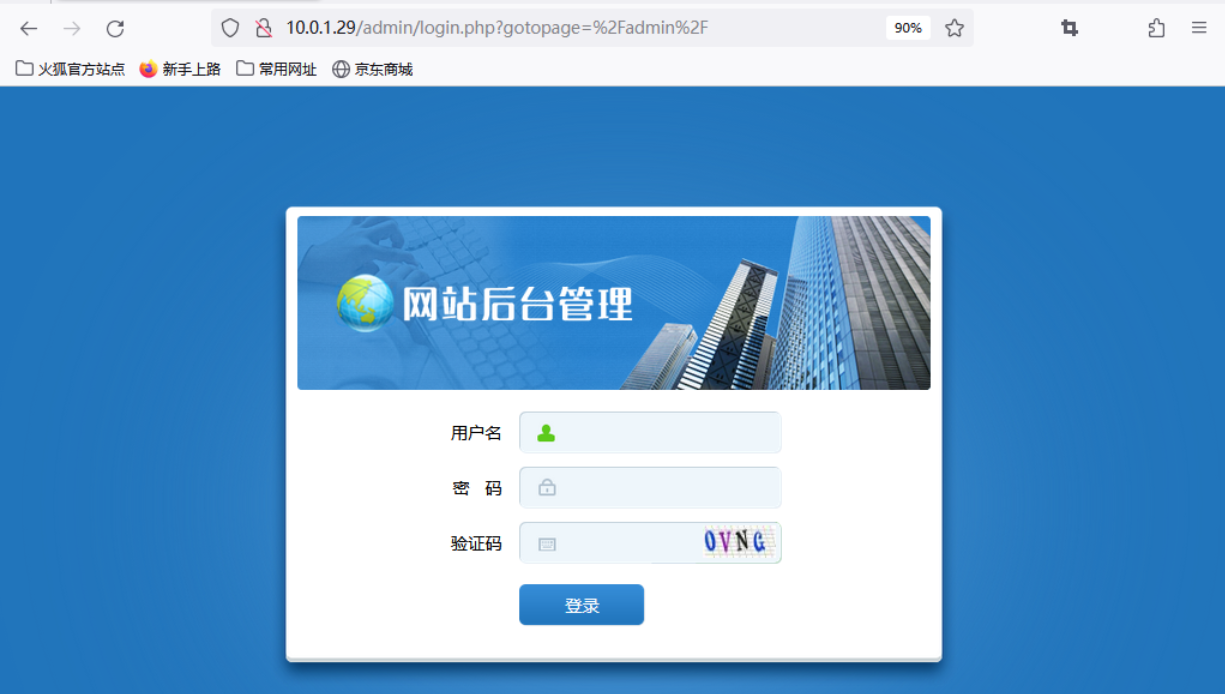 10.0.1.29/admin/login.php?gotopage=%2Fadmin%2F
90%
火狐官方站点
新手上路
常用网址
京东商城
网站后台管理
用户名
密 码
验证码
OVNG
登录